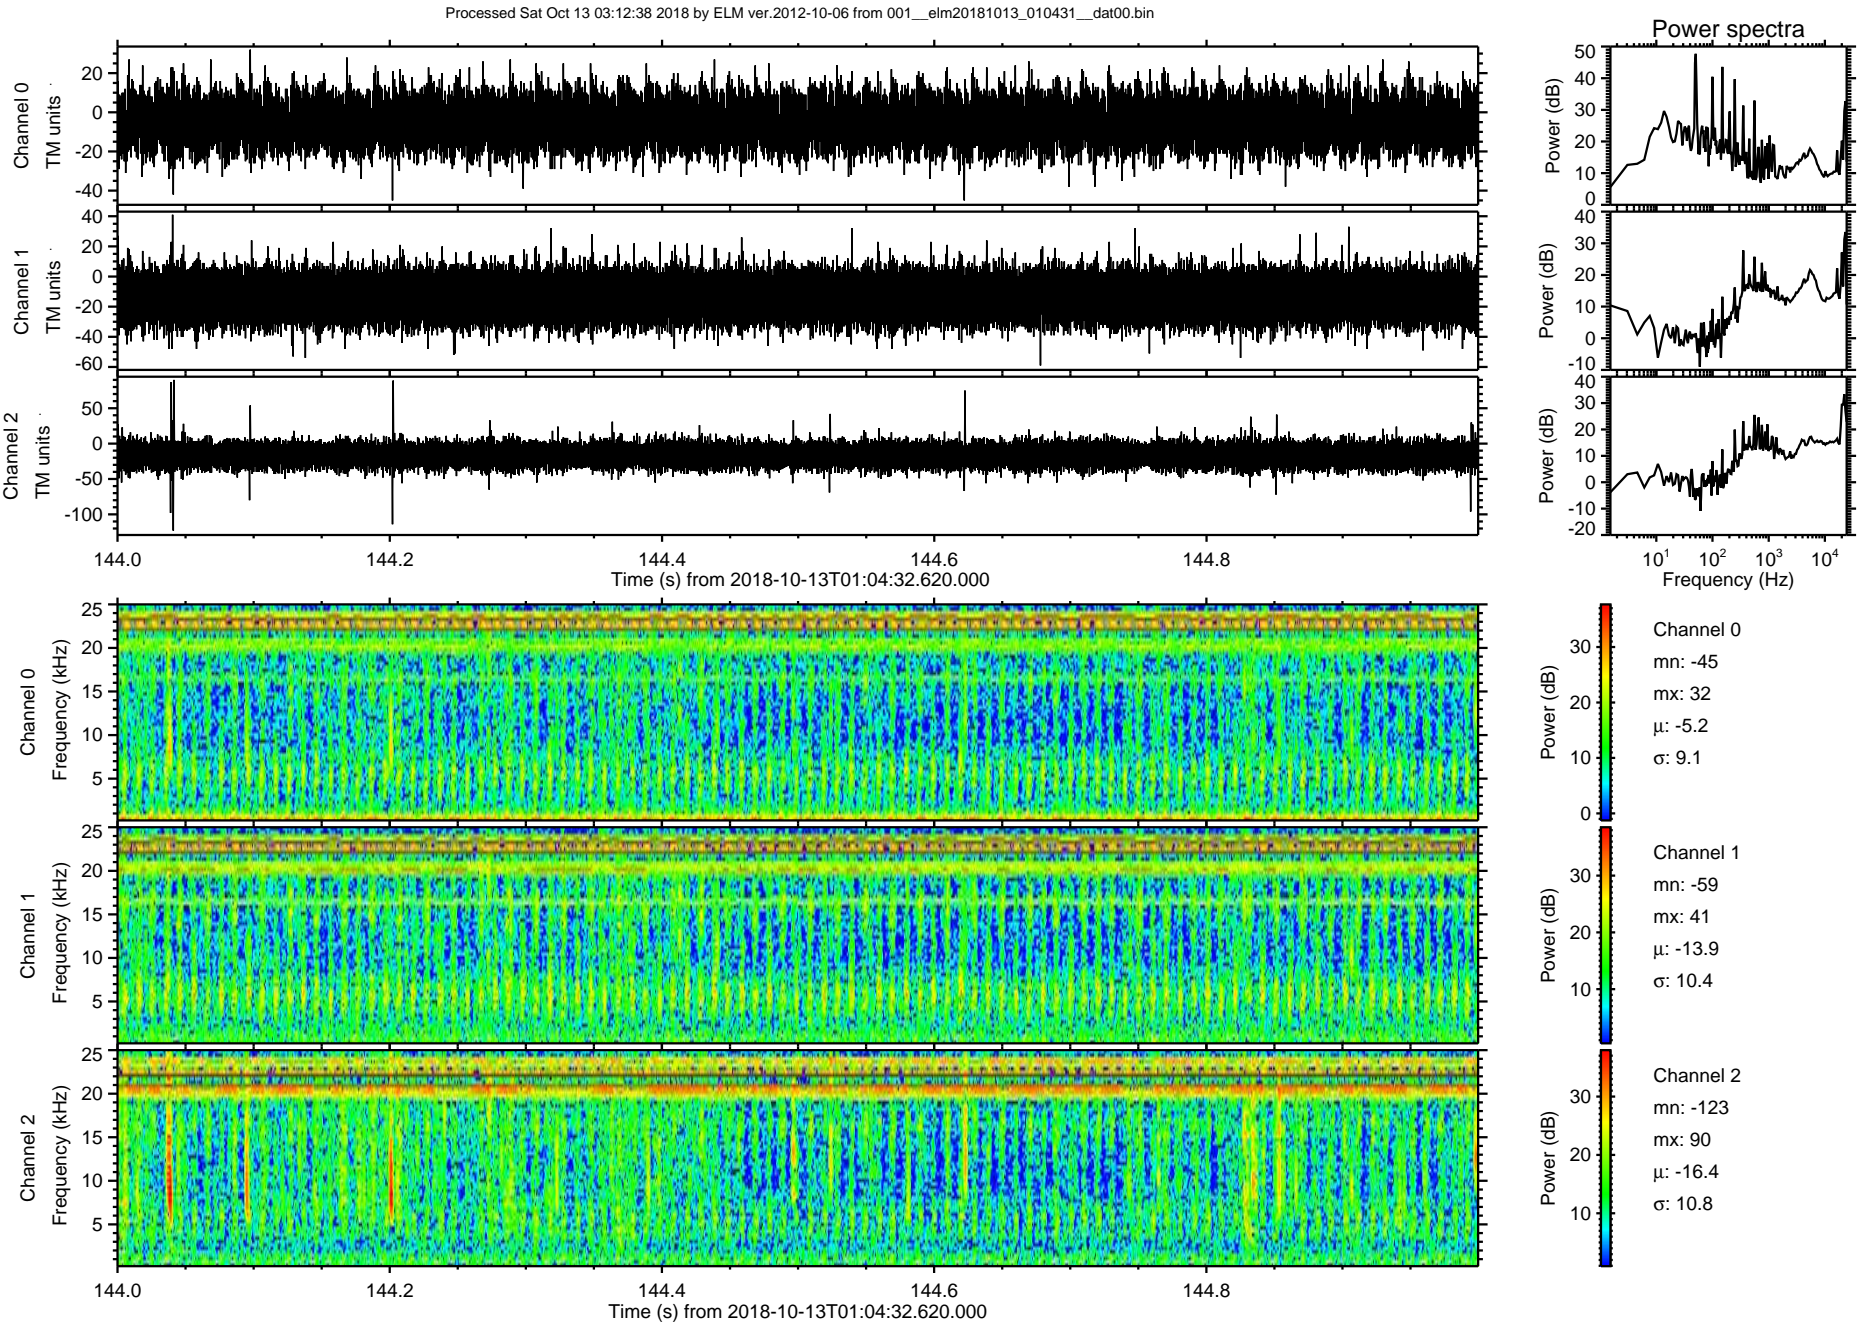 Processed Sat Oct 13 03:12:38 2018 by ELM ver.2012-10-06 from 001__elm20181013_010431__dat00.bin
Power spectra
Channel 0
TM units
20
0
-20
-40
Power (dB)
50
40
30
20
10
0
Channel 1
TM units
40
20
0
-20
-40
-60
Power (dB)
40
30
20
10
0
-10
Channel 2
TM units
50
0
-50
-100
Power (dB)
40
30
20
10
0
-10
-20
144.0 144.2 144.4 144.6 144.8
Time (s) from 2018-10-13T01:04:32.620.000
10¹ 10² 10³ 10⁴
Frequency (Hz)
Channel 0
Frequency (kHz)
25
20
15
10
5
Power (dB)
30
20
10
0
Channel 0
mn: -45
mx: 32
μ: -5.2
σ: 9.1
Channel 1
Frequency (kHz)
25
20
15
10
5
Power (dB)
30
20
10
Channel 1
mn: -59
mx: 41
μ: -13.9
σ: 10.4
Channel 2
Frequency (kHz)
25
20
15
10
5
Power (dB)
30
20
10
Channel 2
mn: -123
mx: 90
μ: -16.4
σ: 10.8
144.0 144.2 144.4 144.6 144.8
Time (s) from 2018-10-13T01:04:32.620.000